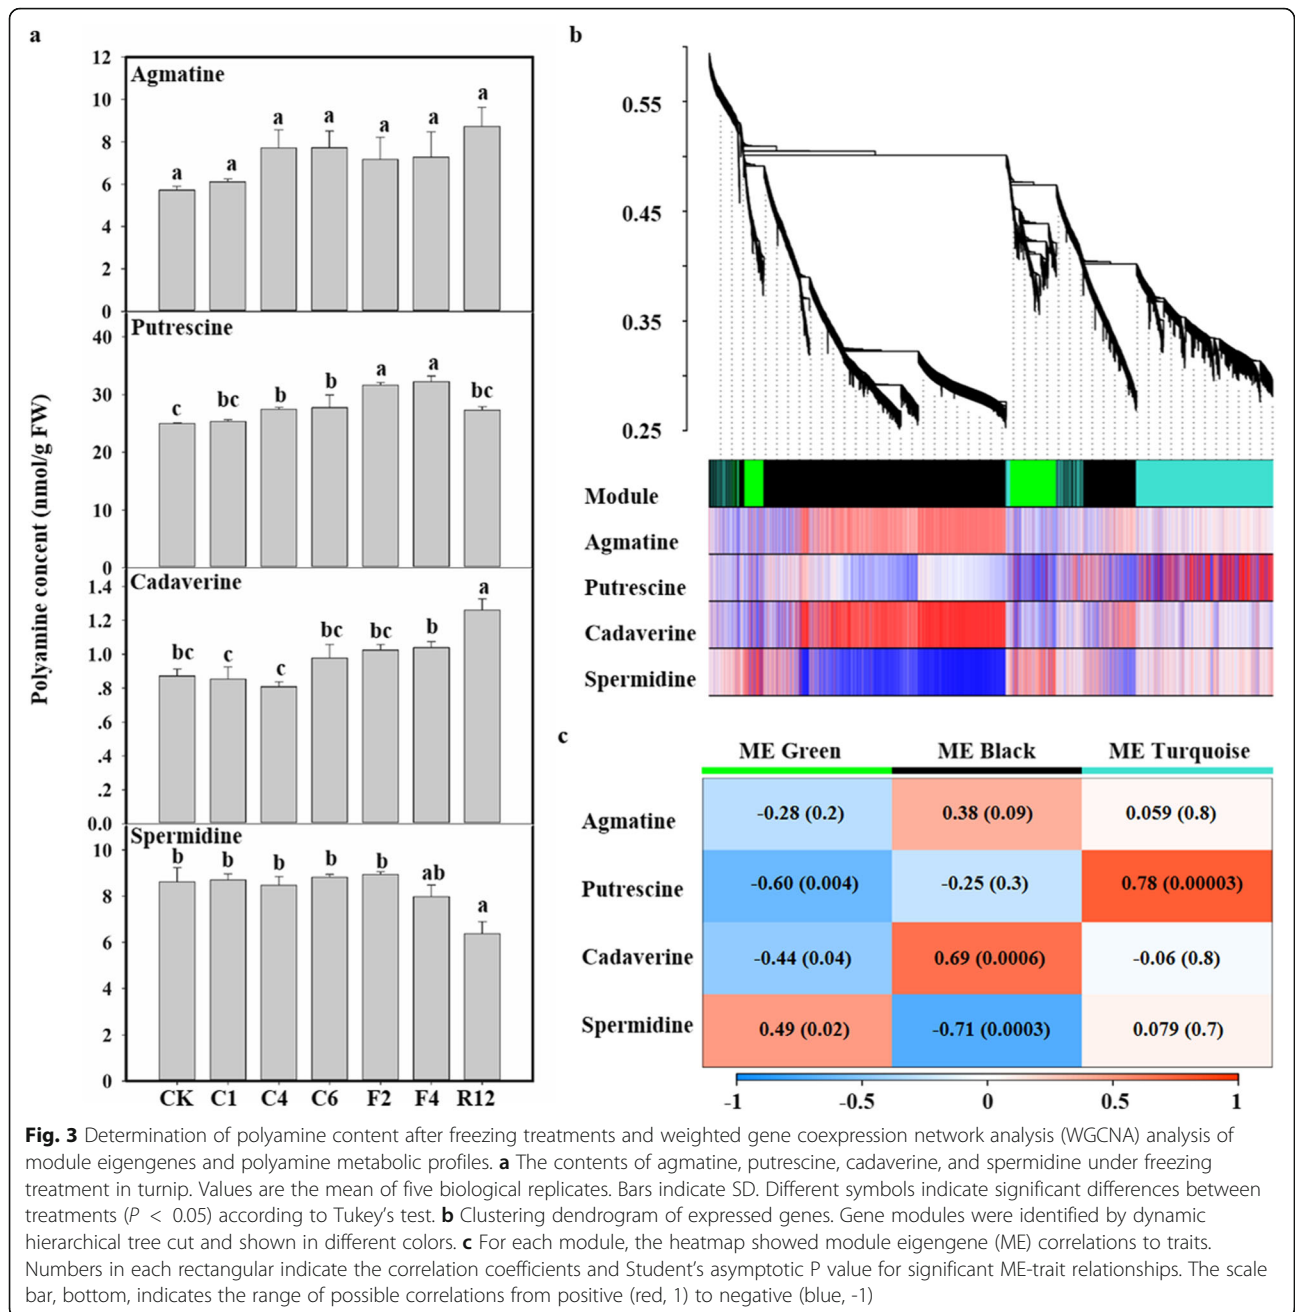 a
Polyamine concent (nmol/g FW)
Agmatine
12
10
8
6
4
2
0
a a a a a a a
Putrescine
40
30
20
10
0
c bc b b a a bc
Cadaverine
1.4
1.2
1.0
.8
.6
.4
.2
0.0
bc c c bc bc b a
Spermidine
10
8
6
4
2
0
b b b b b ab a
CK C1 C4 C6 F2 F4 R12
b
0.55
0.45
0.35
0.25
Module
Agmatine
Putrescine
Cadaverine
Spermidine
c
ME Green ME Black ME Turquoise
Agmatine -0.28 (0.2) 0.38 (0.09) 0.059 (0.8)
Putrescine -0.60 (0.004) -0.25 (0.3) 0.78 (0.00003)
Cadaverine -0.44 (0.04) 0.69 (0.0006) -0.06 (0.8)
Spermidine 0.49 (0.02) -0.71 (0.0003) 0.079 (0.7)
-1 -0.5 0 0.5 1
Fig. 3 Determination of polyamine content after freezing treatments and weighted gene coexpression network analysis (WGCNA) analysis of
module eigengenes and polyamine metabolic profiles. a The contents of agmatine, putrescine, cadaverine, and spermidine under freezing
treatment in turnip. Values are the mean of five biological replicates. Bars indicate SD. Different symbols indicate significant differences between
treatments (P < 0.05) according to Tukey's test. b Clustering dendrogram of expressed genes. Gene modules were identified by dynamic
hierarchical tree cut and shown in different colors. c For each module, the heatmap showed module eigengene (ME) correlations to traits.
Numbers in each rectangular indicate the correlation coefficients and Student's asymptotic P value for significant ME-trait relationships. The scale
bar, bottom, indicates the range of possible correlations from positive (red, 1) to negative (blue, -1)